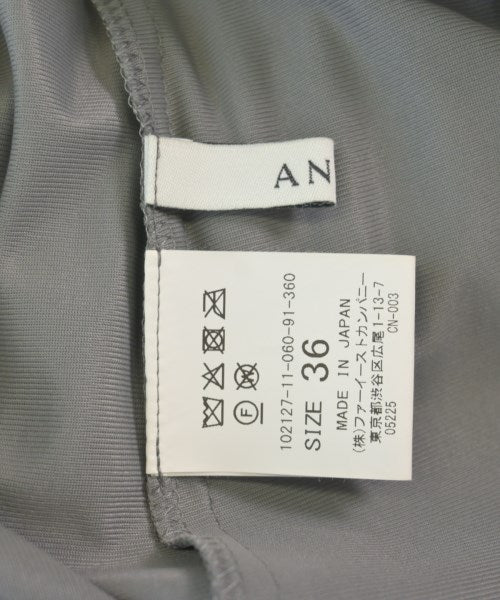 AN
F
102127-11-060-91-360
SIZE 36
MADE IN JAPAN
(株)ファーイーストカンパニー
東京都渋谷区広尾1-13-7
05225 CN-003